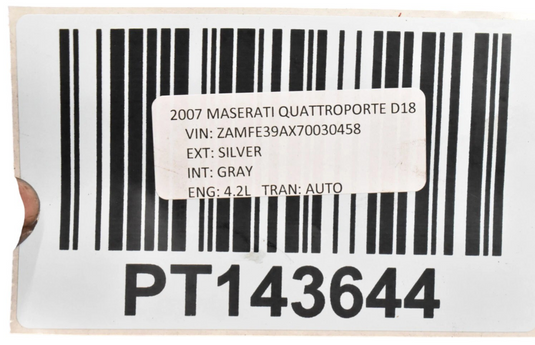 2007 MASERATI QUATTROPORTE D18
VIN: ZAMFE39AX70030458
EXT: SILVER
INT: GRAY
ENG: 4.2L TRAN: AUTO
PT143644